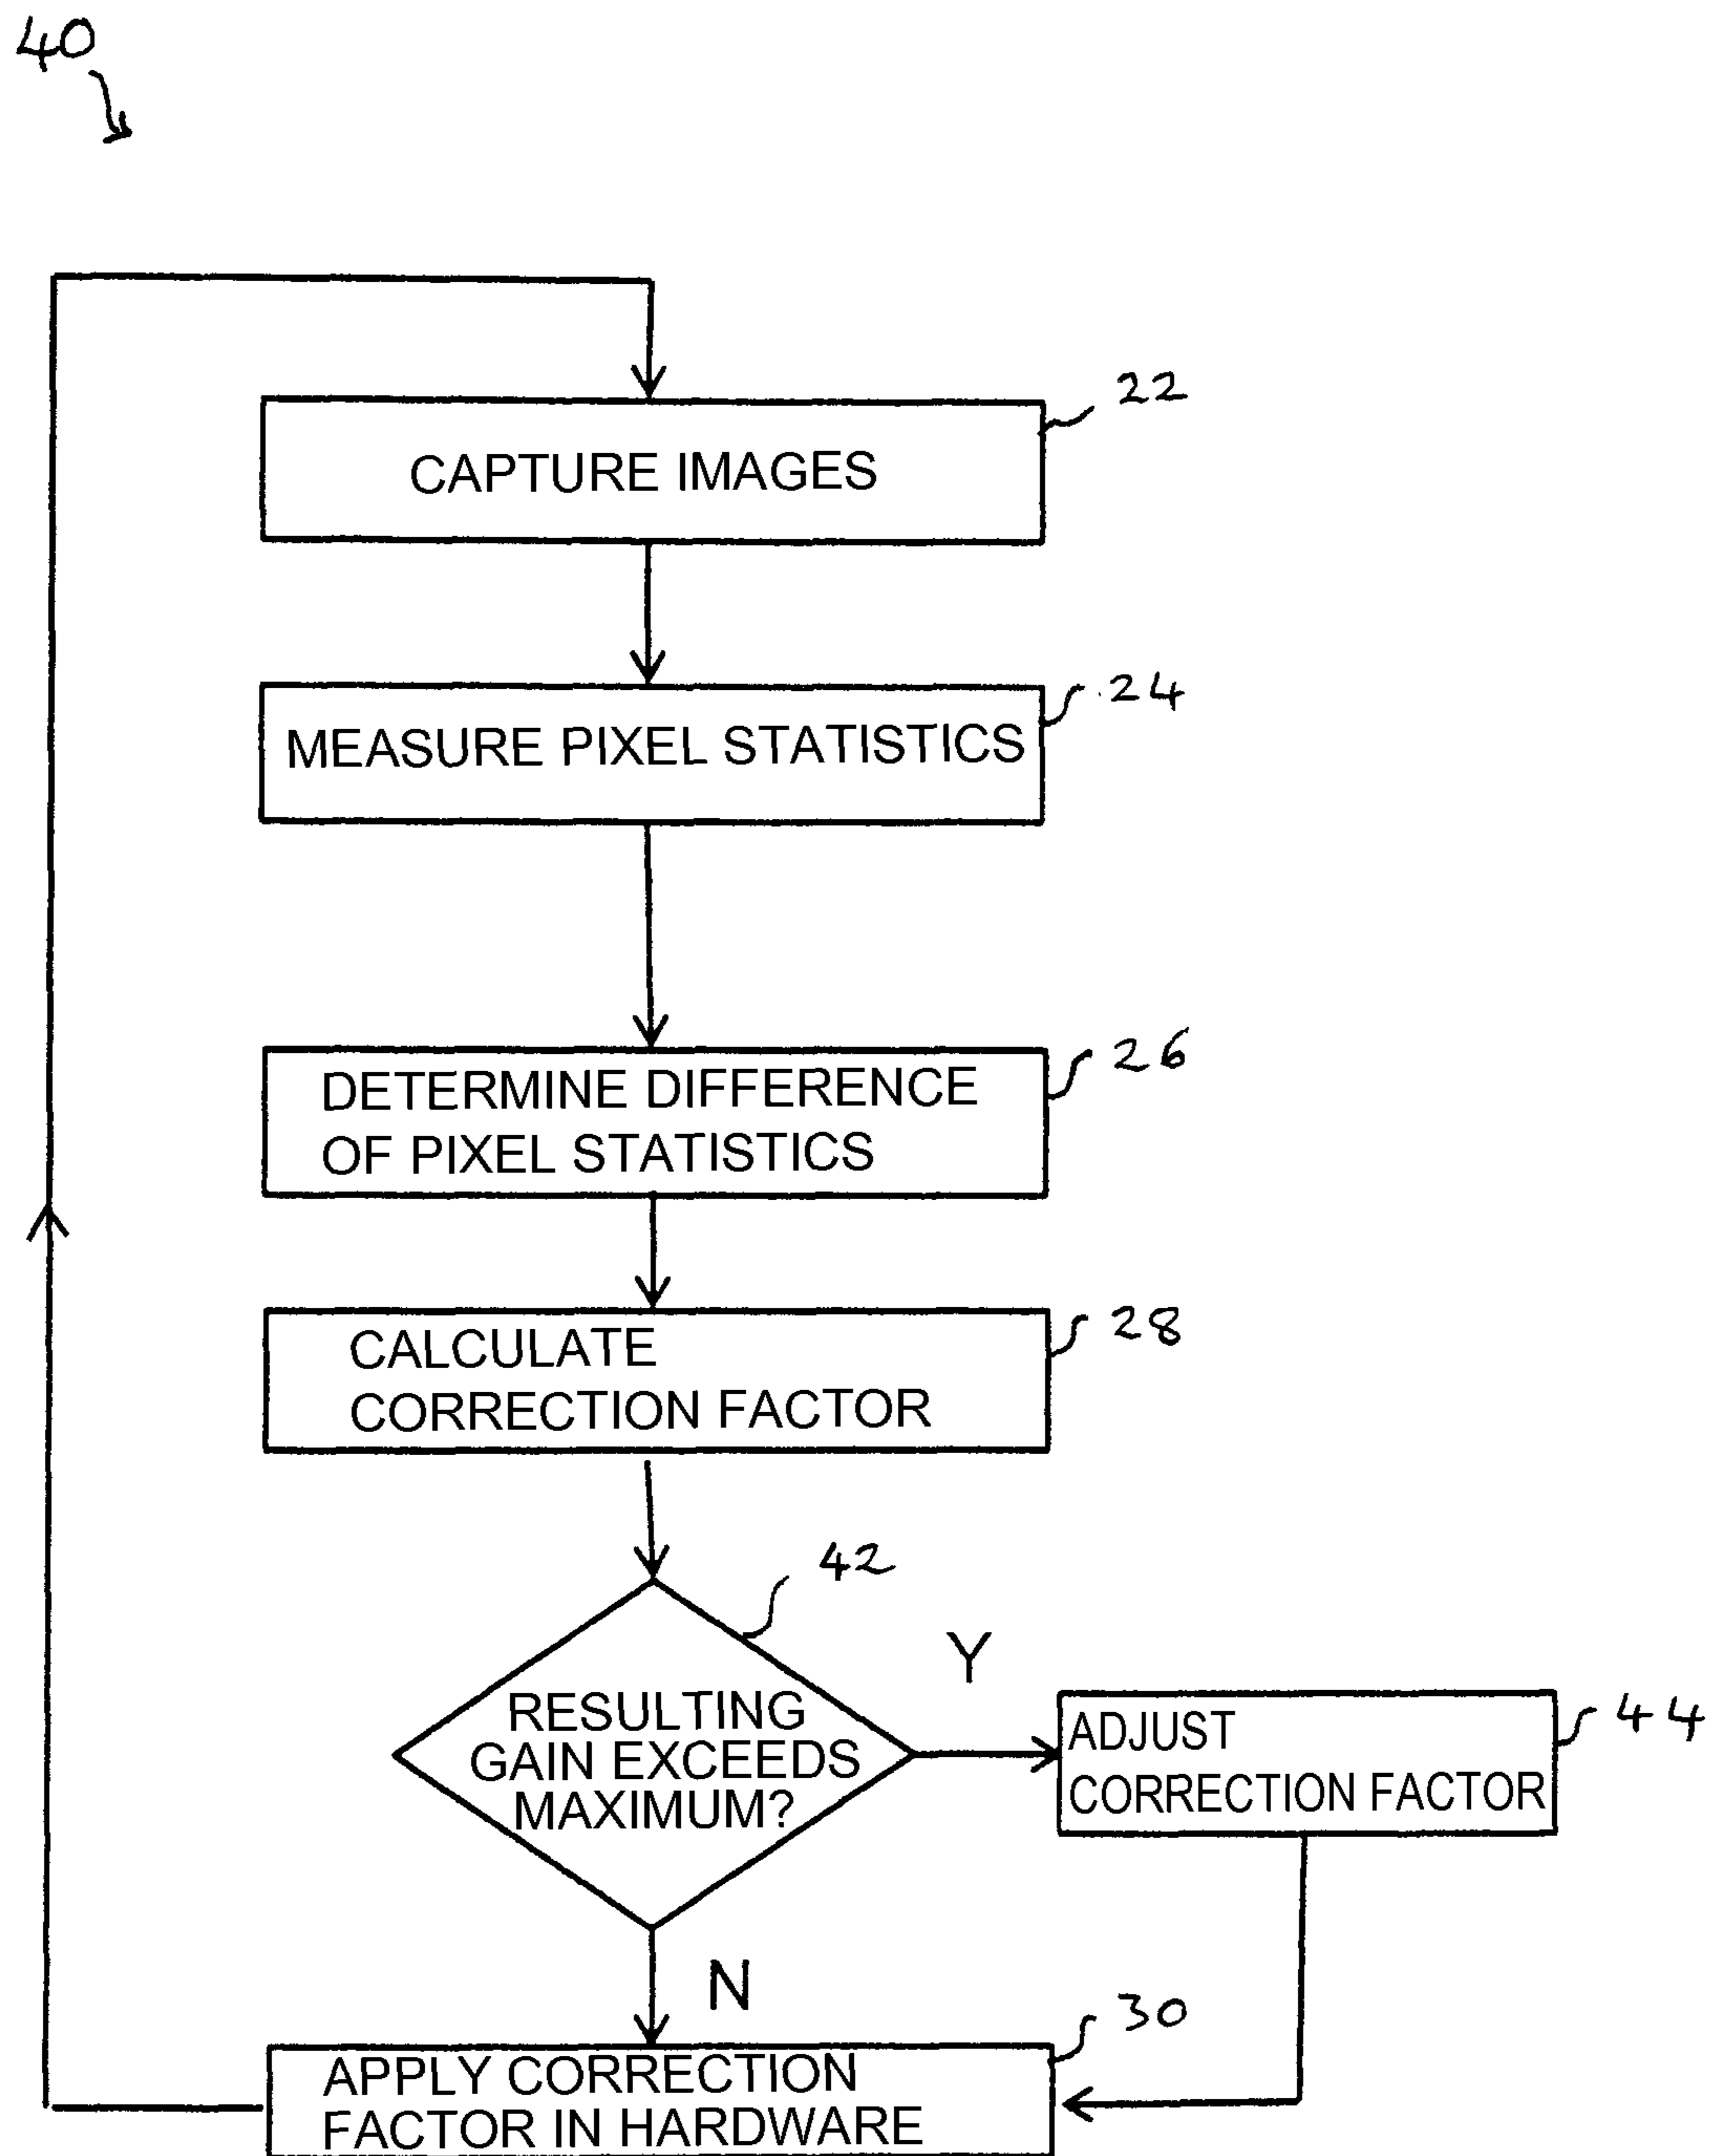 40
22
CAPTURE IMAGES
24
MEASURE PIXEL STATISTICS
26
DETERMINE DIFFERENCE
OF PIXEL STATISTICS
28
CALCULATE
CORRECTION FACTOR
42
Y
RESULTING
GAIN EXCEEDS
MAXIMUM?
44
ADJUST
CORRECTION FACTOR
N
30
APPLY CORRECTION
FACTOR IN HARDWARE